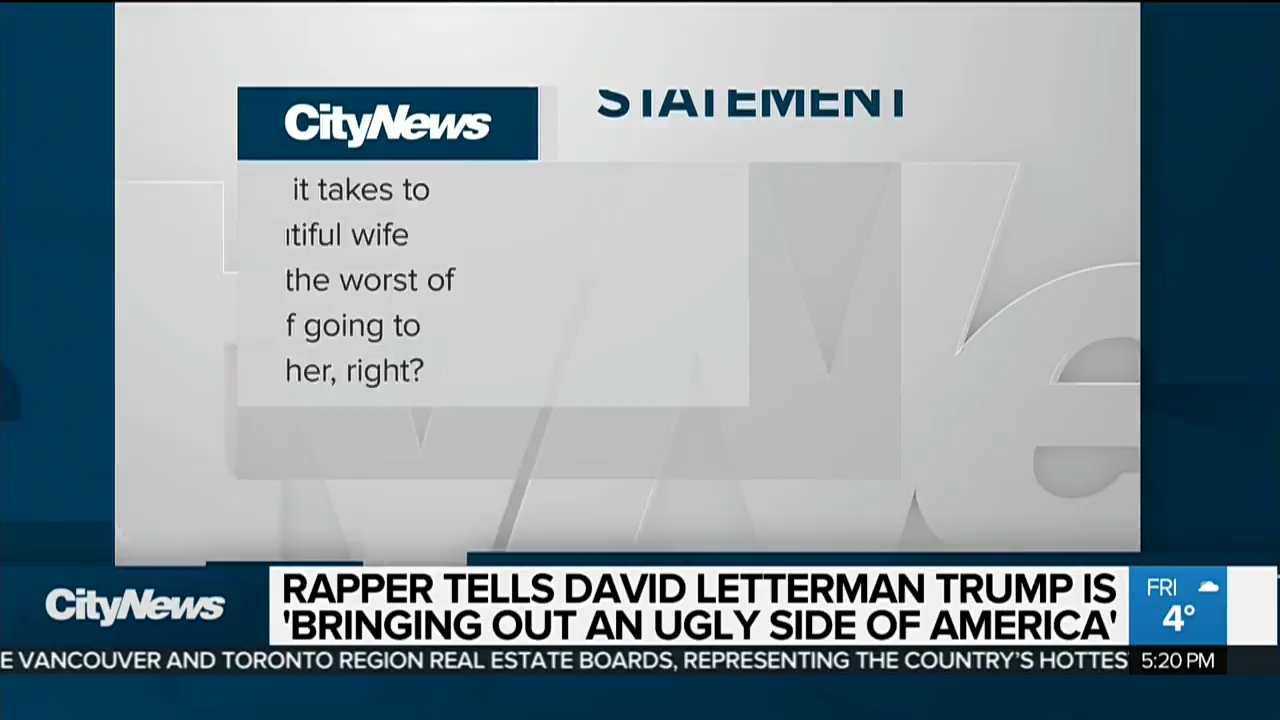 STATEMENT
CityNews
it takes to
tiful wife
the worst of
f going to
her, right?
CityNews
RAPPER TELLS DAVID LETTERMAN TRUMP IS
'BRINGING OUT AN UGLY SIDE OF AMERICA'
FRI
4°
E VANCOUVER AND TORONTO REGION REAL ESTATE BOARDS, REPRESENTING THE COUNTRY'S HOTTES
5:20 PM